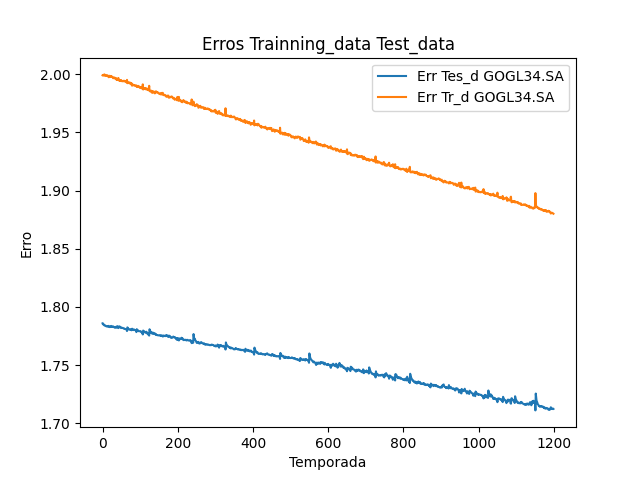 Erros Trainning_data Test_data
Err Tes_d GOGL34.SA
Err Tr_d GOGL34.SA
2.00
1.95
1.90
1.85
1.80
1.75
1.70
Erro
0 200 400 600 800 1000 1200
Temporada